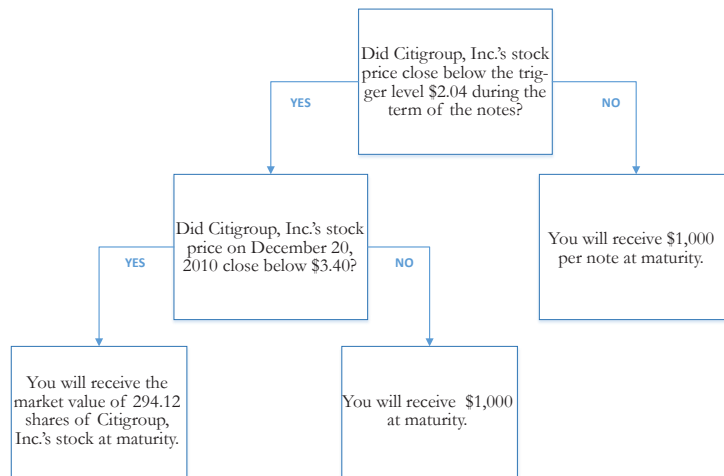 Did Citigroup, Inc.'s stock
price close below the trig-
ger level $2.04 during the
term of the notes?
YES
NO
Did Citigroup, Inc.'s stock
price on December 20,
2010 close below $3.40?
You will receive $1,000
per note at maturity.
YES
NO
You will receive the
market value of 294.12
shares of Citigroup,
Inc.'s stock at maturity.
You will receive $1,000
at maturity.